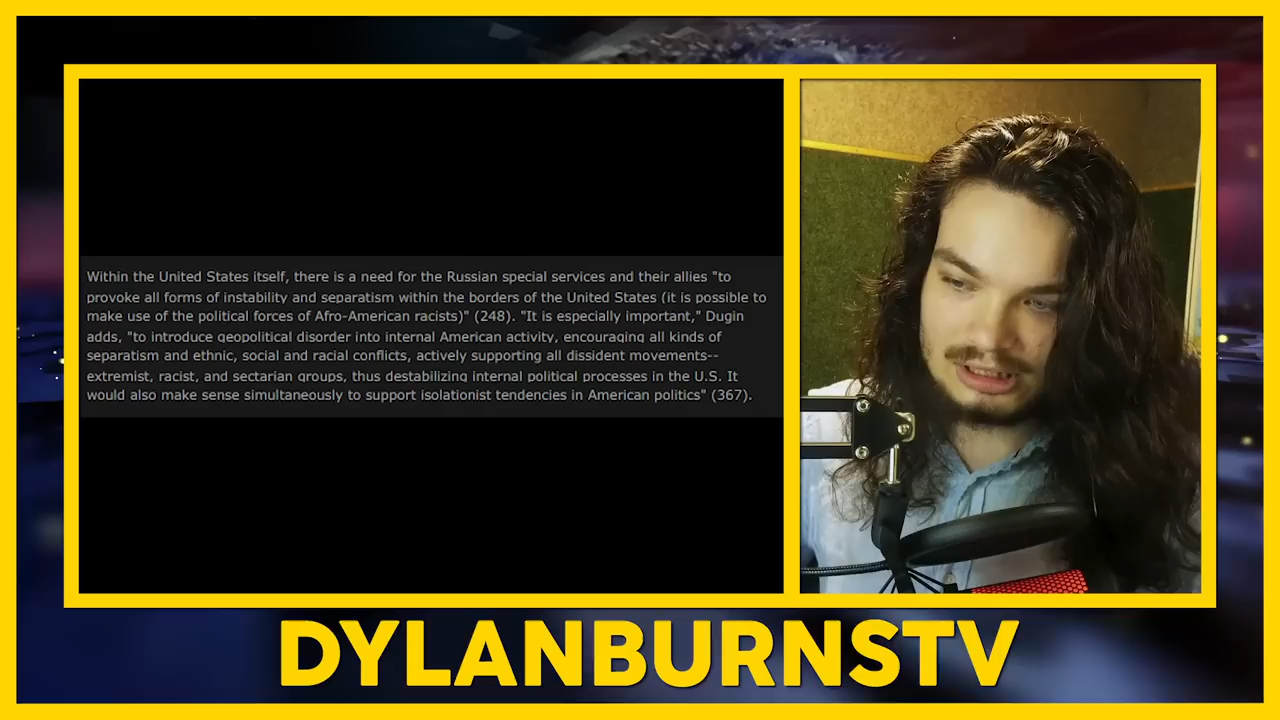 Within the United States itself, there is a need for the Russian special services and their allies "to
provoke all forms of instability and separatism within the borders of the United States (it is possible to
make use of the political forces of Afro-American racists)" (248). "It is especially important," Dugin
adds, "to introduce geopolitical disorder into internal American activity, encouraging all kinds of
separatism and ethnic, social and racial conflicts, actively supporting all dissident movements--
extremist, racist, and sectarian groups, thus destabilizing internal political processes in the U.S. It
would also make sense simultaneously to support isolationist tendencies in American politics" (367).
DYLANBURNSTV